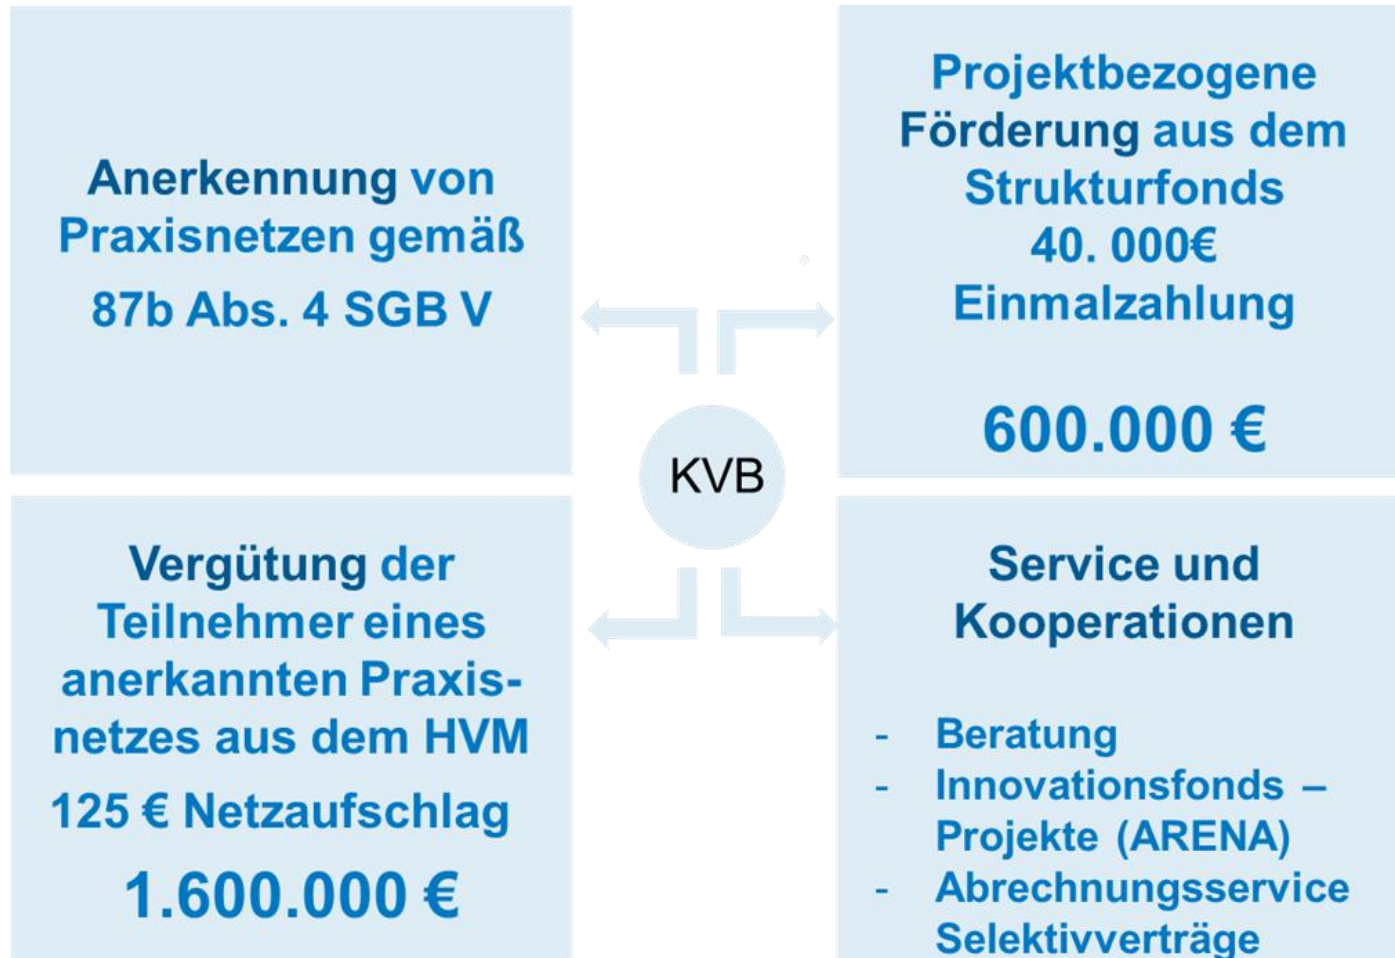 Anerkennung von
Praxisnetzen gemäß
87b Abs. 4 SGB V
Projektbezogene
Förderung aus dem
Strukturfonds
40. 000€
Einmalzahlung
600.000 €
KVB
Vergütung der
Teilnehmer eines
anerkannten Praxis-
netzes aus dem HVM
125 € Netzaufschlag
1.600.000 €
Service und
Kooperationen
- Beratung
- Innovationsfonds –
Projekte (ARENA)
- Abrechnungsservice
Selektivverträge